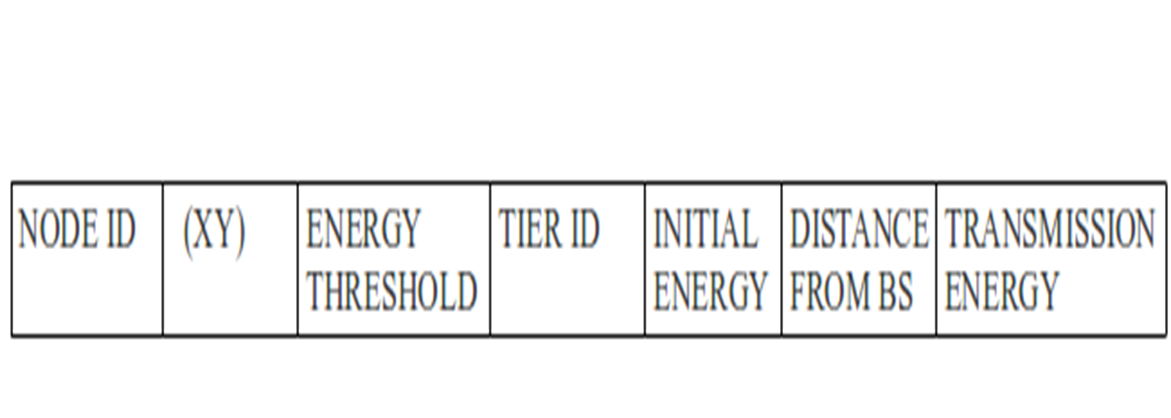 NODE ID
(XY)
ENERGY
THRESHOLD
TIER ID
INITIAL
ENERGY
DISTANCE
FROM BS
TRANSMISSION
ENERGY